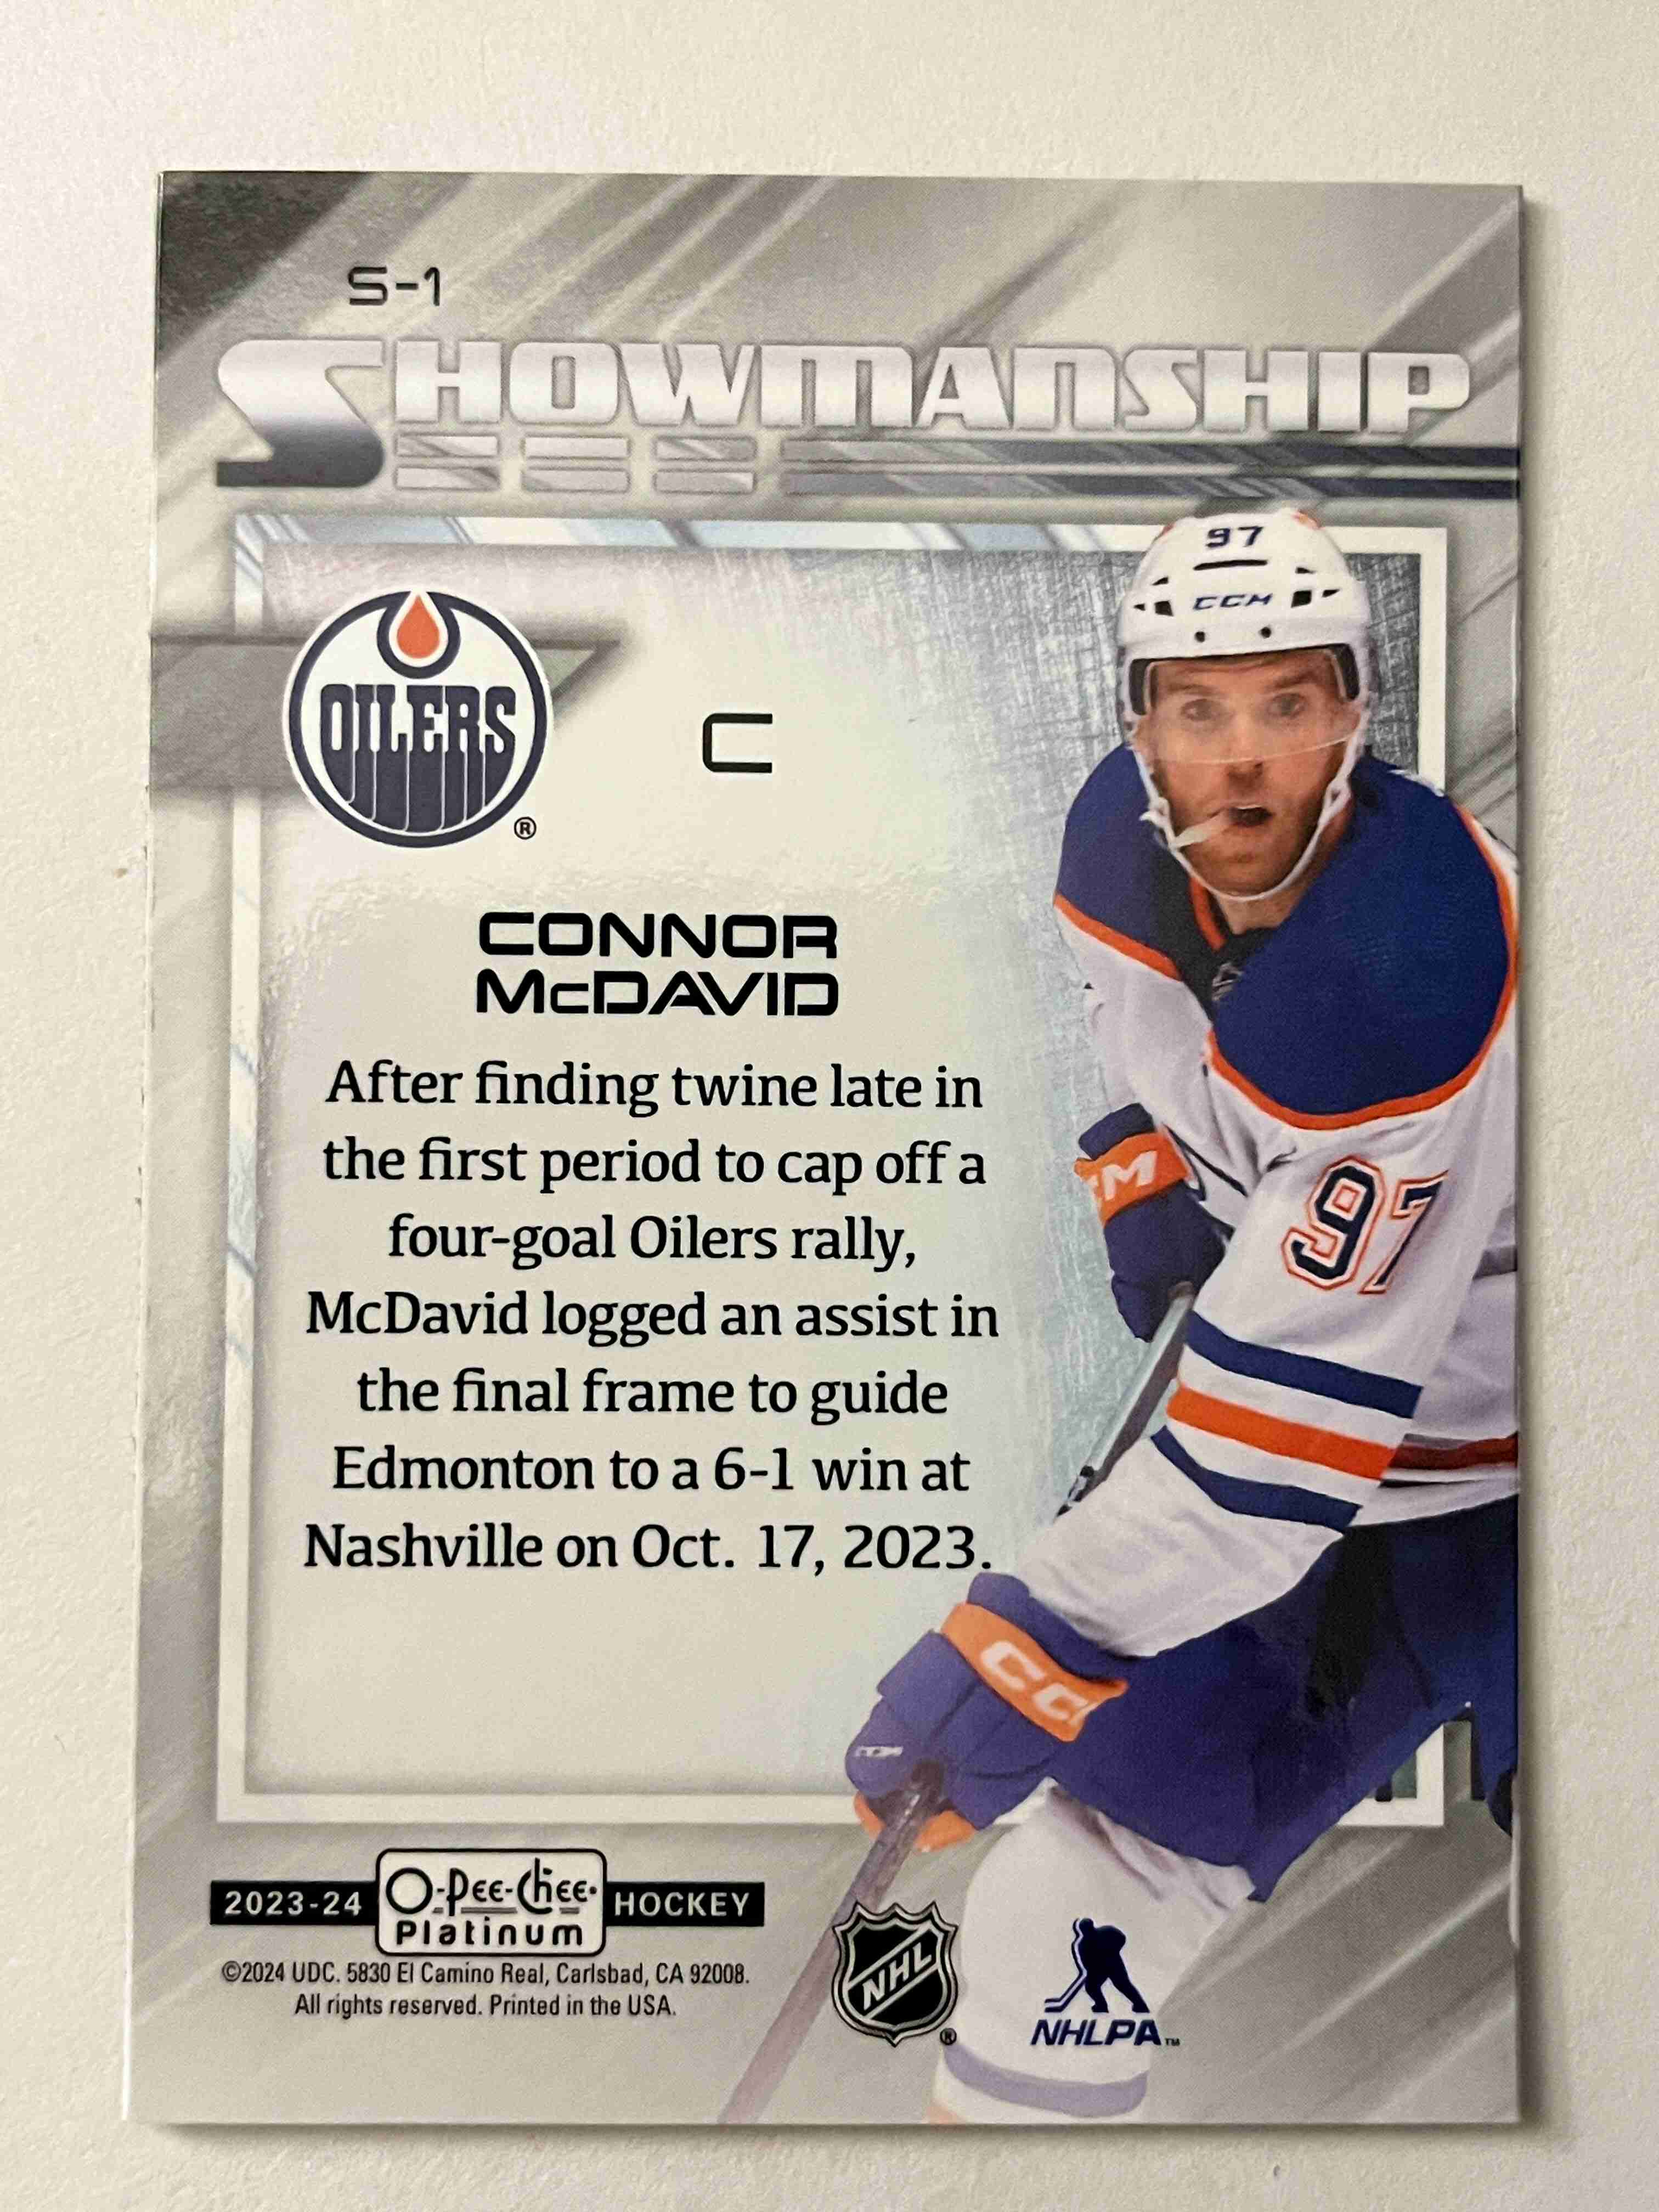 S-1
SHOWMANSHIP
97
CCM
OILERS®
C
CONNOR
McDAVID
After finding twine late in
the first period to cap off a
four-goal Oilers rally,
McDavid logged an assist in
the final frame to guide
Edmonton to a 6-1 win at
Nashville on Oct. 17, 2023.
97
CCM
2023-24 O-Pee-Chee Platinum HOCKEY
©2024 UDC. 5830 El Camino Real, Carlsbad, CA 92008.
All rights reserved. Printed in the USA.
NHL®
NHLPA™